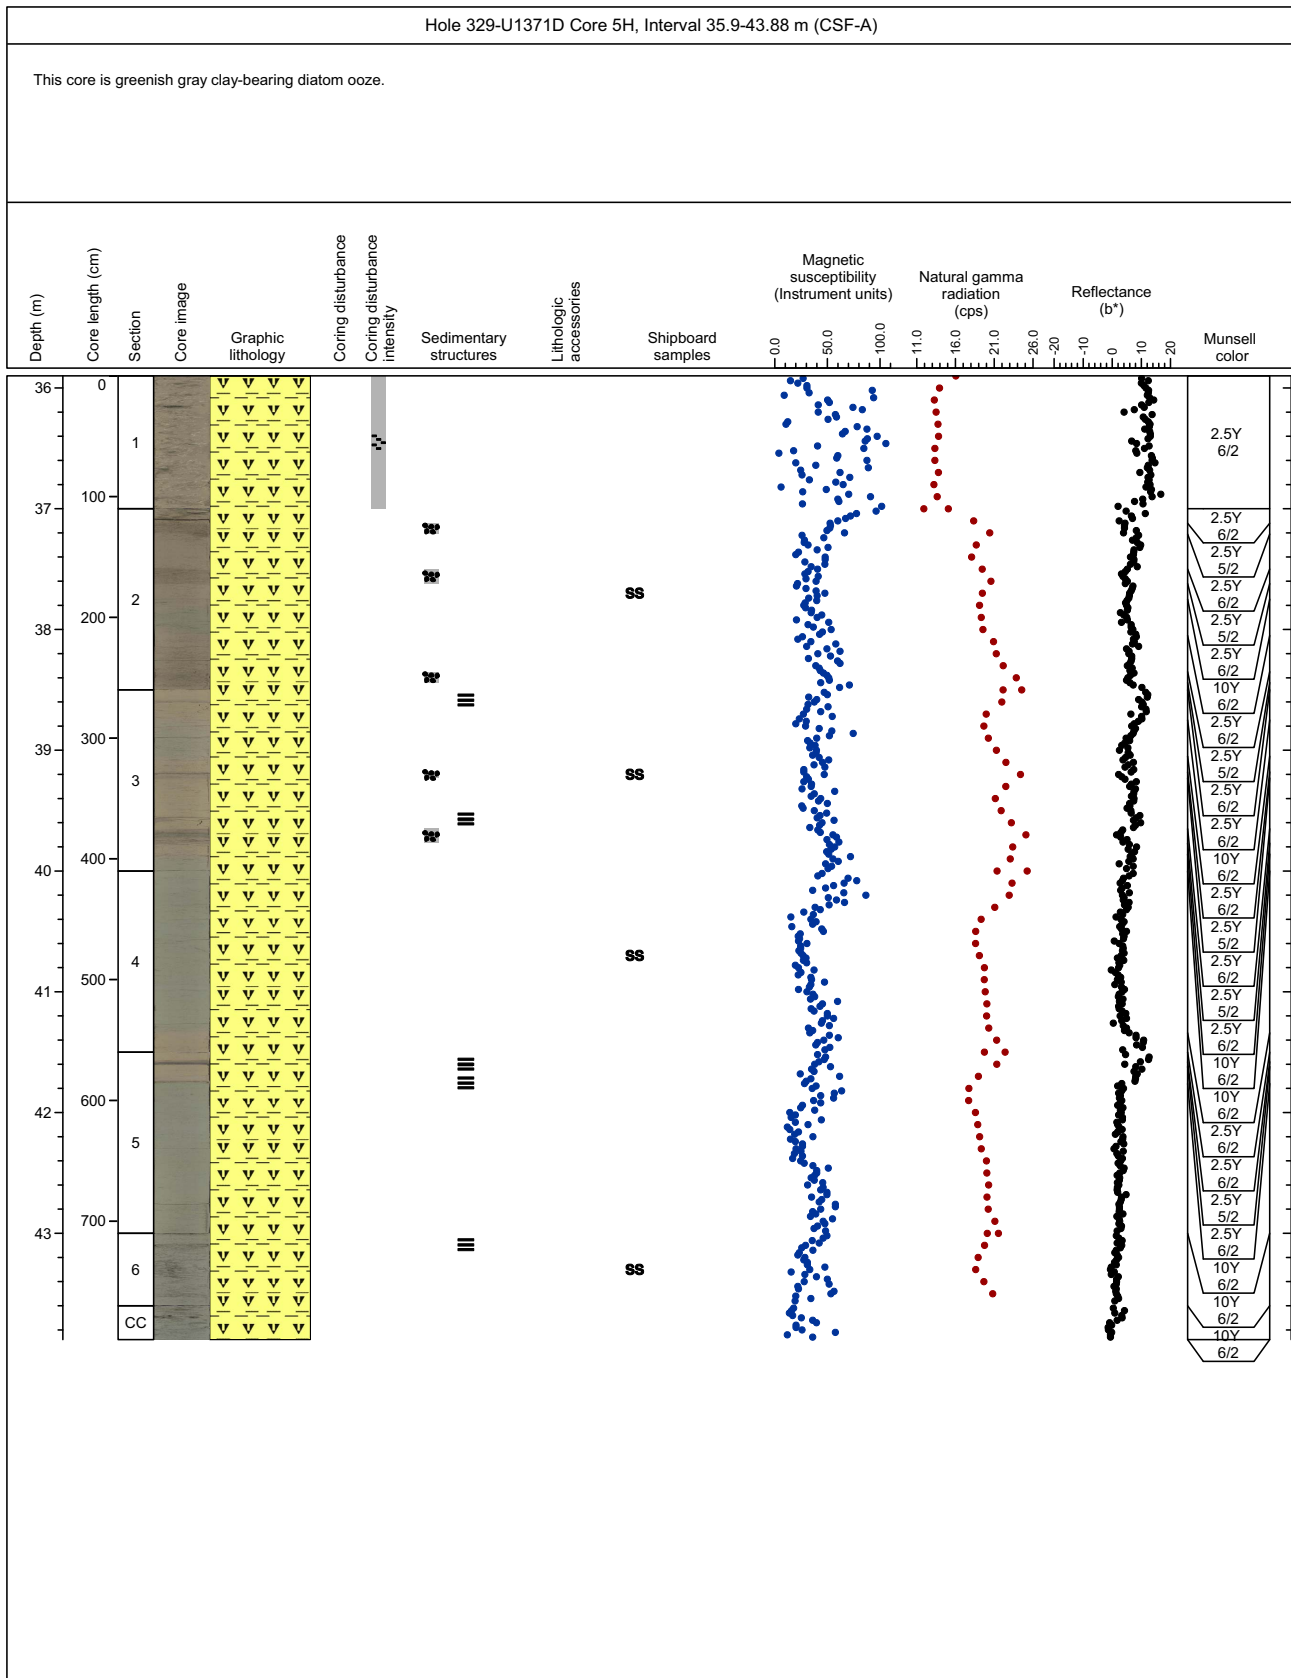 Hole 329-U1371D Core 5H, Interval 35.9-43.88 m (CSF-A)
This core is greenish gray clay-bearing diatom ooze.
Depth (m)
Core length (cm)
Section
Core image
Graphic
lithology
Coring disturbance
Coring disturbance
intensity
Sedimentary
structures
Lithologic
accessories
Shipboard
samples
Magnetic
susceptibility
(Instrument units)
0.0 50.0 100.0
Natural gamma
radiation
(cps)
11.0 16.0 21.0 26.0
Reflectance
(b*)
-20 -10 0 10 20
Munsell
color
36
37
38
39
40
41
42
43
0
100
200
300
400
500
600
700
1
2
3
4
5
6
CC
SS
SS
SS
SS
2.5Y
6/2
2.5Y
6/2
2.5Y
5/2
2.5Y
6/2
2.5Y
5/2
2.5Y
6/2
10Y
6/2
2.5Y
6/2
2.5Y
5/2
2.5Y
6/2
2.5Y
6/2
10Y
6/2
2.5Y
6/2
2.5Y
5/2
2.5Y
6/2
2.5Y
5/2
2.5Y
6/2
10Y
6/2
10Y
6/2
2.5Y
6/2
2.5Y
6/2
2.5Y
5/2
2.5Y
6/2
10Y
6/2
10Y
6/2
10Y
6/2